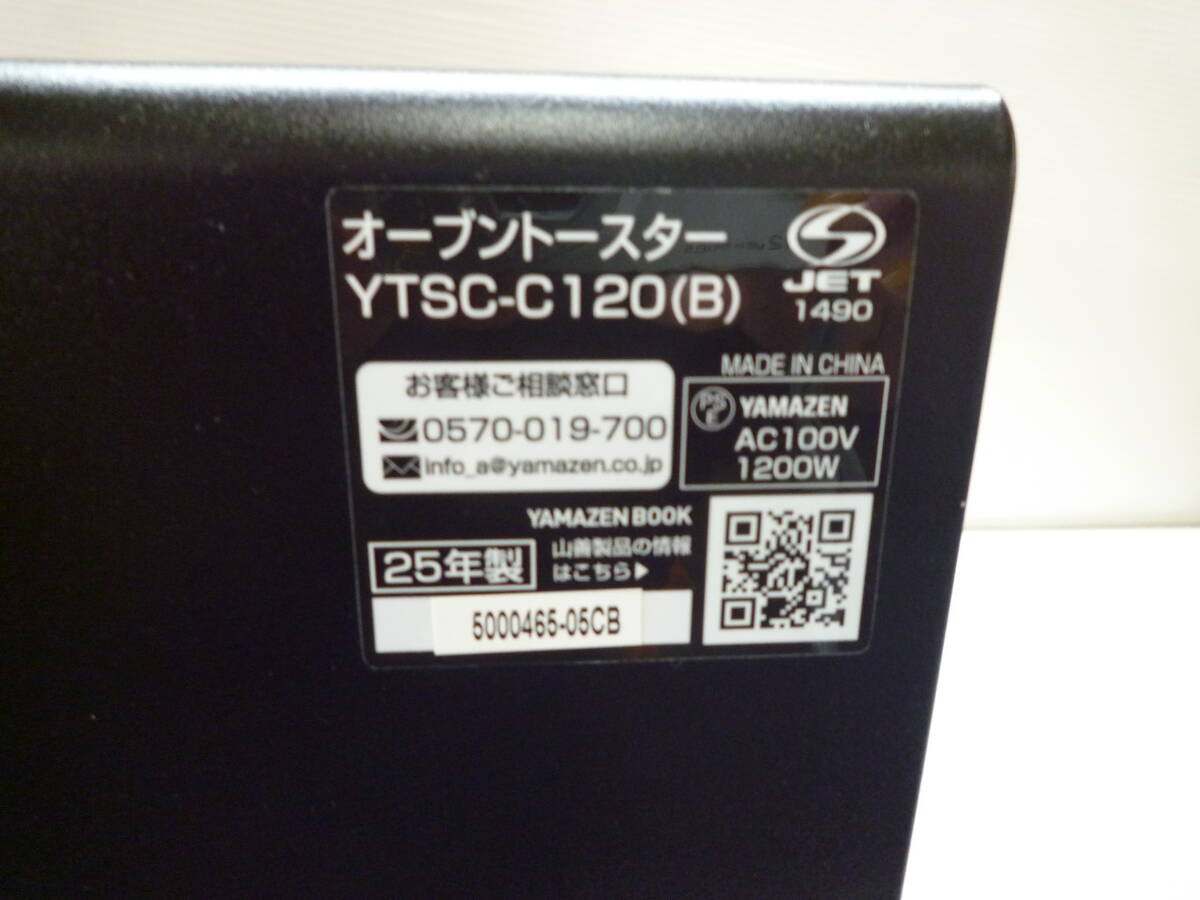 オーブントースター
YTSC-C120(B)
JET
1490
MADE IN CHINA
お客様ご相談窓口
0570-019-700
info_a@yamazen.co.jp
PS
E
YAMAZEN
AC100V
1200W
YAMAZEN BOOK
山善製品の情報
はこちら▶
25年製
5000465-05CB